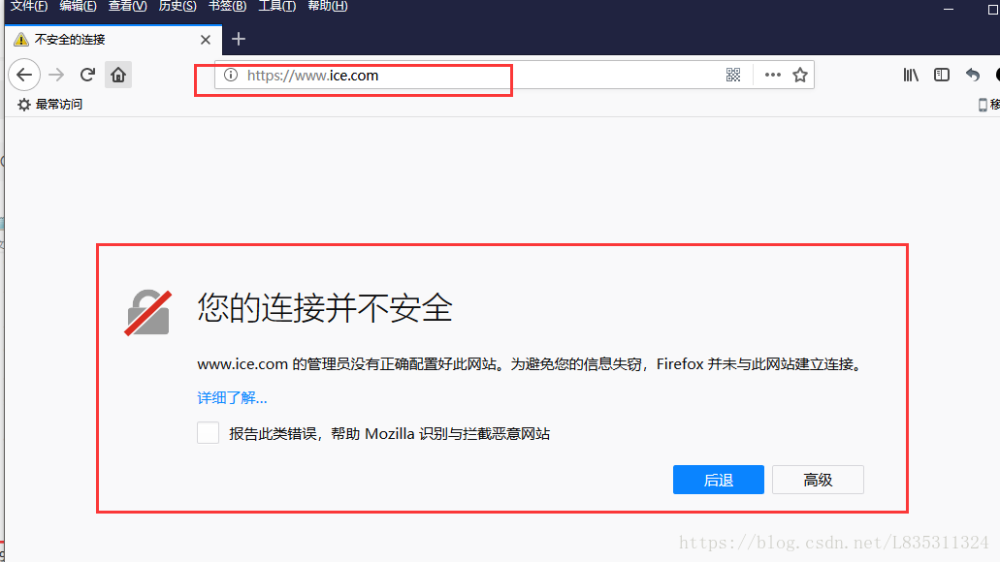 文件(F) 编辑(E) 查看(V) 历史(S) 书签(B) 工具(T) 帮助(H)
不安全的连接
https://www.ice.com
最常访问
移
您的连接并不安全
www.ice.com 的管理员没有正确配置好此网站。为避免您的信息失窃，Firefox 并未与此网站建立连接。
详细了解...
报告此类错误，帮助 Mozilla 识别与拦截恶意网站
后退 高级
https://blog.csdn.net/L835311324